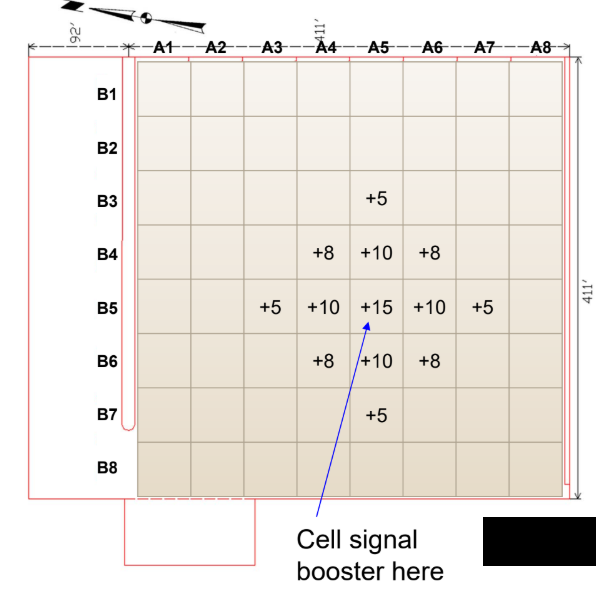 92' 411'
A1 A2 A3 A4 A5 A6 A7 A8
B1
B2
B3 +5
B4 +8 +10 +8
B5 +5 +10 +15 +10 +5
411'
B6 +8 +10 +8
B7 +5
B8
Cell signal
booster here